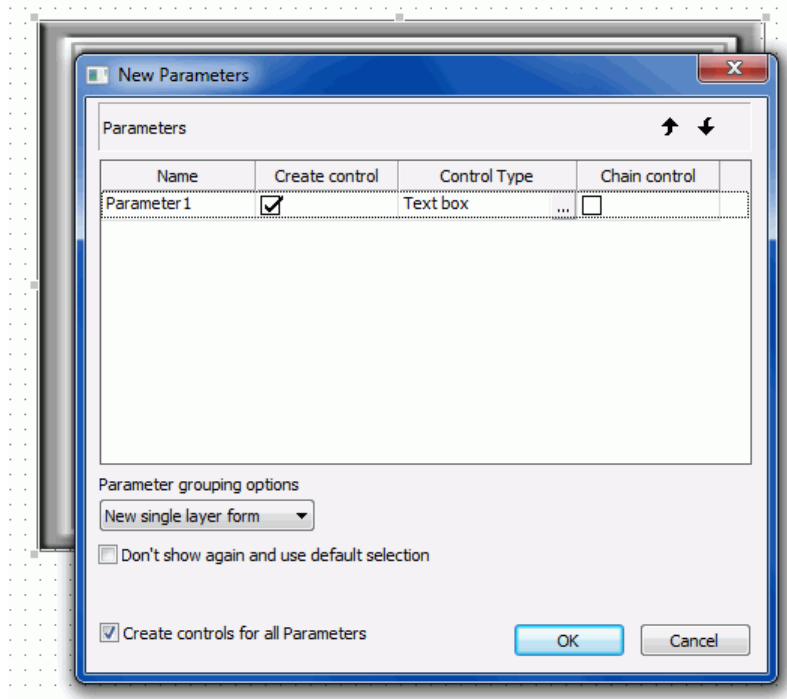 New Parameters
Parameters
Name Create control Control Type Chain control
Parameter1 Text box ...
Parameter grouping options
New single layer form
Don't show again and use default selection
Create controls for all Parameters
OK Cancel